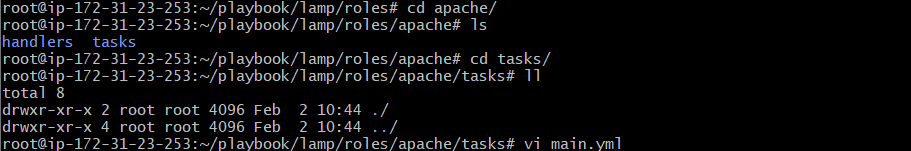 root@ip-172-31-23-253:~/playbook/lamp/roles# cd apache/
root@ip-172-31-23-253:~/playbook/lamp/roles/apache# ls
handlers  tasks
root@ip-172-31-23-253:~/playbook/lamp/roles/apache# cd tasks/
root@ip-172-31-23-253:~/playbook/lamp/roles/apache/tasks# ll
total 8
drwxr-xr-x 2 root root 4096 Feb  2 10:44 ./
drwxr-xr-x 4 root root 4096 Feb  2 10:44 ../
root@ip-172-31-23-253:~/playbook/lamp/roles/apache/tasks# vi main.yml